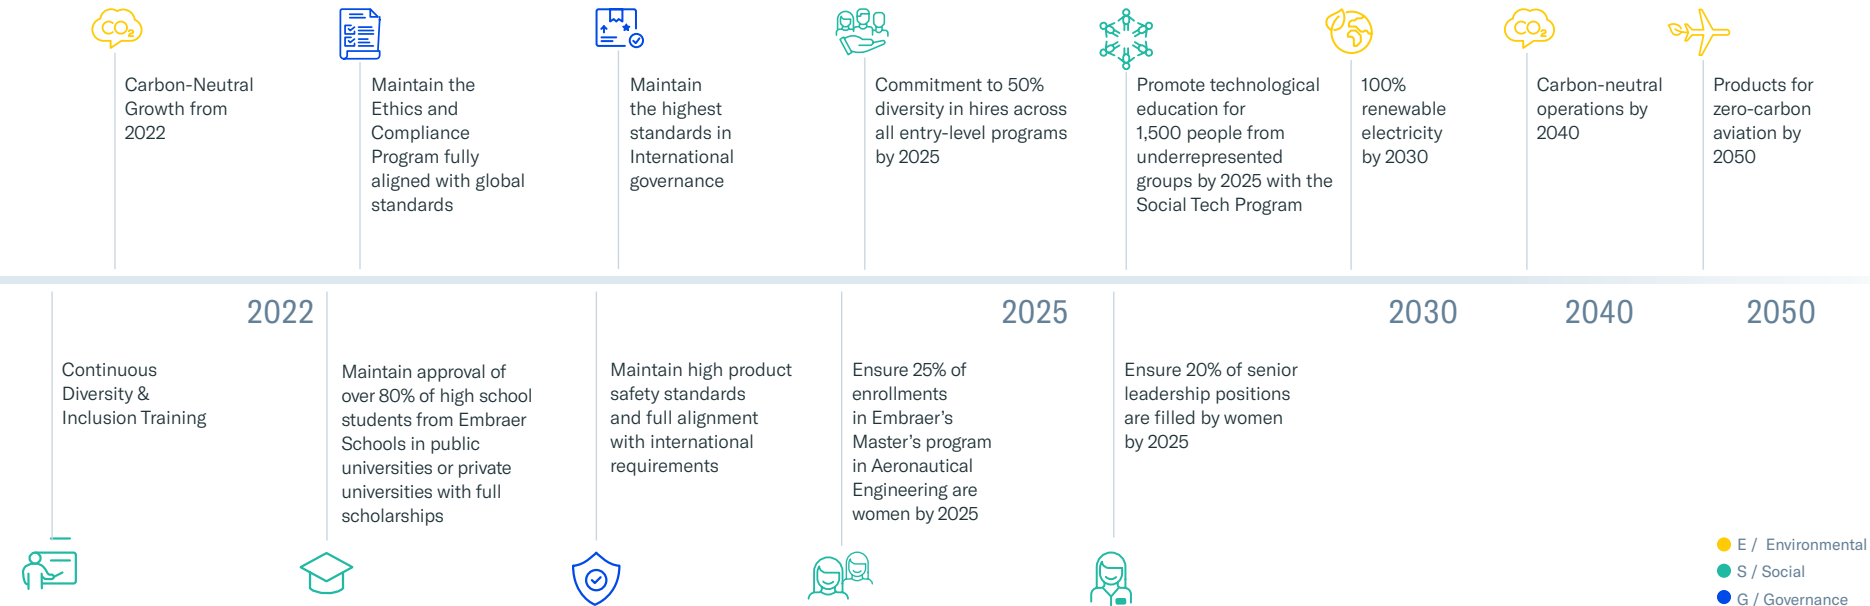 CO2
Carbon-Neutral
Growth from
2022
Maintain the
Ethics and
Compliance
Program fully
aligned with global
standards
Maintain
the highest
standards in
International
governance
Commitment to 50%
diversity in hires across
all entry-level programs
by 2025
Promote technological
education for
1,500 people from
underrepresented
groups by 2025 with the
Social Tech Program
100%
renewable
electricity
by 2030
CO2
Carbon-neutral
operations by
2040
Products for
zero-carbon
aviation by
2050
2022
2025
2030
2040
2050
Continuous
Diversity &
Inclusion Training
Maintain approval of
over 80% of high school
students from Embraer
Schools in public
universities or private
universities with full
scholarships
Maintain high product
safety standards
and full alignment
with international
requirements
Ensure 25% of
enrollments
in Embraer’s
Master’s program
in Aeronautical
Engineering are
women by 2025
Ensure 20% of senior
leadership positions
are filled by women
by 2025
E / Environmental
S / Social
G / Governance